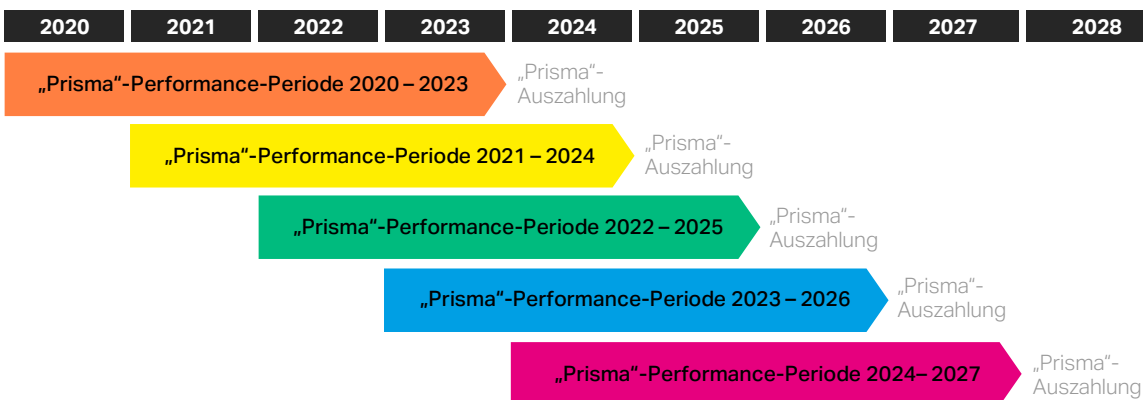 2020 2021 2022 2023 2024 2025 2026 2027 2028
„Prisma“-Performance-Periode 2020 – 2023
„Prisma“-
Auszahlung
„Prisma“-Performance-Periode 2021 – 2024
„Prisma“-
Auszahlung
„Prisma“-Performance-Periode 2022 – 2025
„Prisma“-
Auszahlung
„Prisma“-Performance-Periode 2023 – 2026
„Prisma“-
Auszahlung
„Prisma“-Performance-Periode 2024– 2027
„Prisma“-
Auszahlung